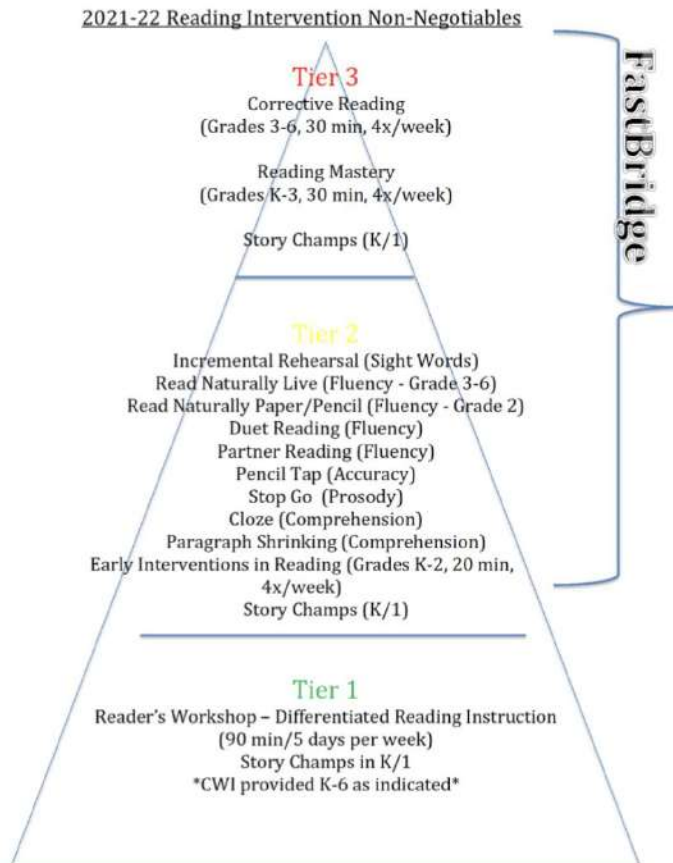 2021-22 Reading Intervention Non-Negotiables
FastBridge
Tier 3
Corrective Reading
(Grades 3-6, 30 min, 4x/week)
Reading Mastery
(Grades K-3, 30 min, 4x/week)
Story Champs (K/1)
Tier 2
Incremental Rehearsal (Sight Words)
Read Naturally Live (Fluency - Grade 3-6)
Read Naturally Paper/Pencil (Fluency - Grade 2)
Duet Reading (Fluency)
Partner Reading (Fluency)
Pencil Tap (Accuracy)
Stop Go (Prosody)
Cloze (Comprehension)
Paragraph Shrinking (Comprehension)
Early Interventions in Reading (Grades K-2, 20 min,
4x/week)
Story Champs (K/1)
Tier 1
Reader's Workshop – Differentiated Reading Instruction
(90 min/5 days per week)
Story Champs in K/1
*CWI provided K-6 as indicated*